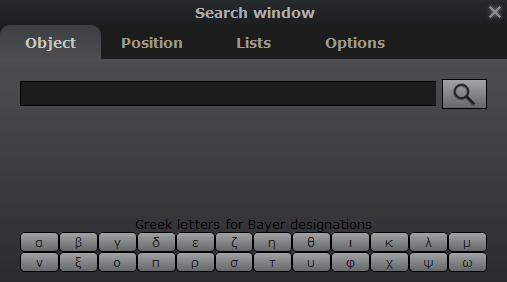 Search window
Object Position Lists Options
Greek letters for Bayer designations
α β γ δ ε ζ η θ ι κ λ μ
ν ξ ο π ρ σ τ υ φ χ ψ ω